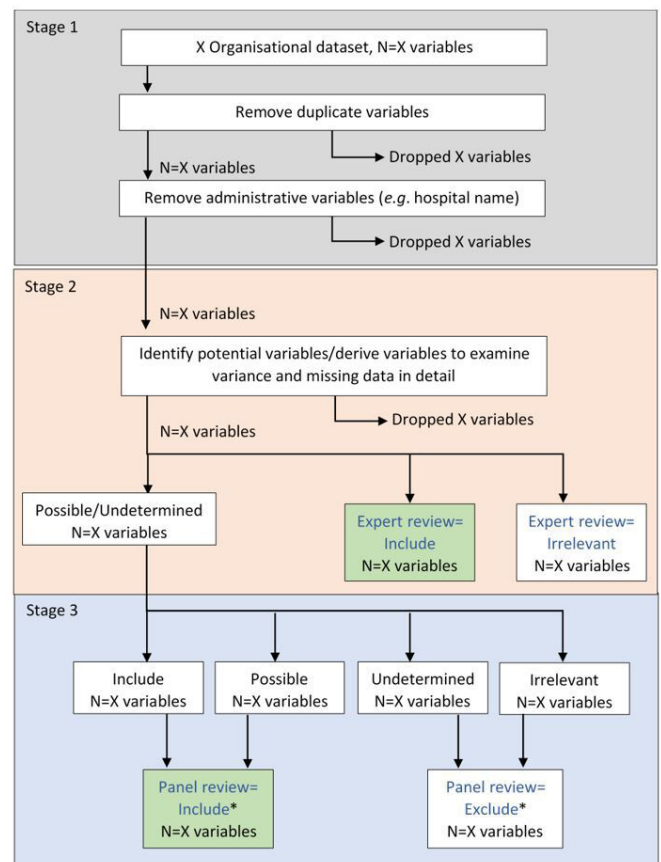 Stage 1
X Organisational dataset, N=X variables
Remove duplicate variables
Dropped X variables
N=X variables
Remove administrative variables (e.g. hospital name)
Dropped X variables
Stage 2
N=X variables
Identify potential variables/derive variables to examine
variance and missing data in detail
Dropped X variables
N=X variables
Possible/Undetermined
N=X variables
Expert review=
Include
N=X variables
Expert review=
Irrelevant
N=X variables
Stage 3
Include
N=X variables
Possible
N=X variables
Undetermined
N=X variables
Irrelevant
N=X variables
Panel review=
Include*
N=X variables
Panel review=
Exclude*
N=X variables